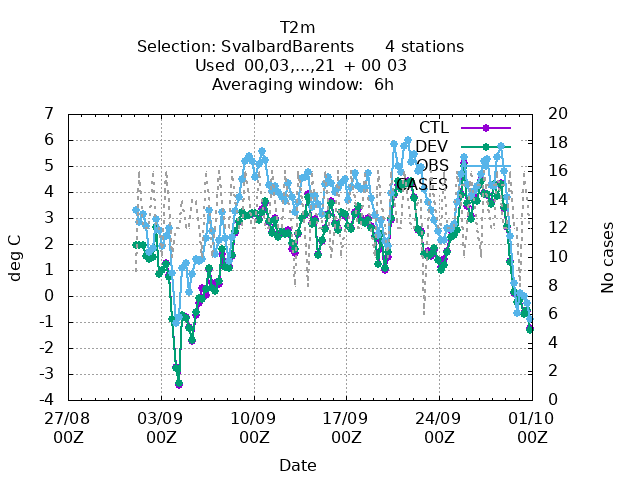 T2m
Selection: SvalbardBarents 4 stations
Used 00,03,...,21 + 00 03
Averaging window: 6h
7 20
6 18
5 16
4 14
3 12
2 10
1 8
0 6
-1 4
-2 2
-3 0
-4
CTL
DEV
OBS
CASES
deg C
No cases
27/08 03/09 10/09 17/09 24/09 01/10
00Z 00Z 00Z 00Z 00Z 00Z
Date